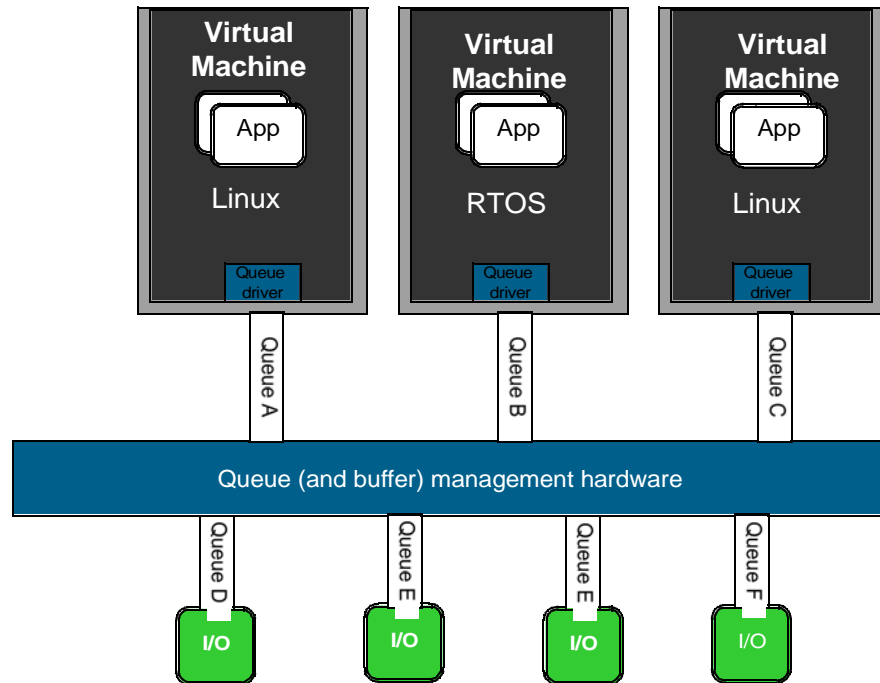 Virtual
Machine
App
Linux
Queue
driver
Virtual
Machine
App
RTOS
Queue
driver
Virtual
Machine
App
Linux
Queue
driver
Queue A
Queue B
Queue C
Queue (and buffer) management hardware
Queue D
Queue E
Queue E
Queue F
I/O
I/O
I/O
I/O